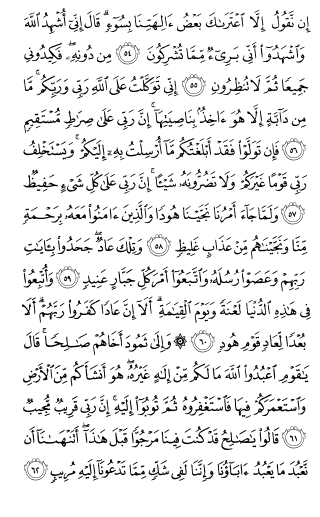 إِن نَّقُولُ إِلَّا ٱعْتَرَىٰكَ بَعْضُ ءَالِهَتِنَا بِسُوٓءٍ ۗ قَالَ إِنِّىٓ أُشْهِدُ ٱللَّهَ
وَٱشْهَدُوٓا۟ أَنِّى بَرِىٓءٌ مِّمَّا تُشْرِكُونَ ٥٤ مِن دُونِهِۦ ۖ فَكِيدُونِى
جَمِيعًا ثُمَّ لَا تُنظِرُونِ ٥٥ إِنِّى تَوَكَّلْتُ عَلَى ٱللَّهِ رَبِّى وَرَبِّكُم ۚ مَّا
مِن دَآبَّةٍ إِلَّا هُوَ ءَاخِذٌۢ بِنَاصِيَتِهَآ ۚ إِنَّ رَبِّى عَلَىٰ صِرَٰطٍ مُّسْتَقِيمٍ
٥٦ فَإِن تَوَلَّوْا۟ فَقَدْ أَبْلَغْتُكُم مَّآ أُرْسِلْتُ بِهِۦٓ إِلَيْكُمْ ۚ وَيَسْتَخْلِفُ
رَبِّى قَوْمًا غَيْرَكُمْ وَلَا تَضُرُّونَهُۥ شَيْـًٔا ۚ إِنَّ رَبِّى عَلَىٰ كُلِّ شَىْءٍ حَفِيظٌ
٥٧ وَلَمَّا جَآءَ أَمْرُنَا نَجَّيْنَا هُودًا وَٱلَّذِينَ ءَامَنُوا۟ مَعَهُۥ بِرَحْمَةٍ
مِّنَّا وَنَجَّيْنَٰهُم مِّنْ عَذَابٍ غَلِيظٍ ٥٨ وَتِلْكَ عَادٌ ۖ جَحَدُوا۟ بِـَٔايَٰتِ
رَبِّهِمْ وَعَصَوْا۟ رُسُلَهُۥ وَٱتَّبَعُوٓا۟ أَمْرَ كُلِّ جَبَّارٍ عَنِيدٍ ٥٩ وَأُتْبِعُوا۟
فِى هَٰذِهِ ٱلدُّنْيَا لَعْنَةً وَيَوْمَ ٱلْقِيَٰمَةِ ۗ أَلَآ إِنَّ عَادًا كَفَرُوا۟ رَبَّهُمْ ۗ أَلَا
بُعْدًا لِّعَادٍ قَوْمِ هُودٍ ٦٠ ۞ وَإِلَىٰ ثَمُودَ أَخَاهُمْ صَٰلِحًا ۚ قَالَ
يَٰقَوْمِ ٱعْبُدُوا۟ ٱللَّهَ مَا لَكُم مِّنْ إِلَٰهٍ غَيْرُهُۥ ۖ هُوَ أَنشَأَكُم مِّنَ ٱلْأَرْضِ
وَٱسْتَعْمَرَكُمْ فِيهَا فَٱسْتَغْفِرُوهُ ثُمَّ تُوبُوٓا۟ إِلَيْهِ ۚ إِنَّ رَبِّى قَرِيبٌ مُّجِيبٌ
٦١ قَالُوا۟ يَٰصَٰلِحُ قَدْ كُنتَ فِينَا مَرْجُوًّا قَبْلَ هَٰذَآ ۖ أَتَنْهَىٰنَآ أَن
نَّعْبُدَ مَا يَعْبُدُ ءَابَآؤُنَا وَإِنَّنَا لَفِى شَكٍّ مِّمَّا تَدْعُونَآ إِلَيْهِ مُرِيبٍ ٦٢